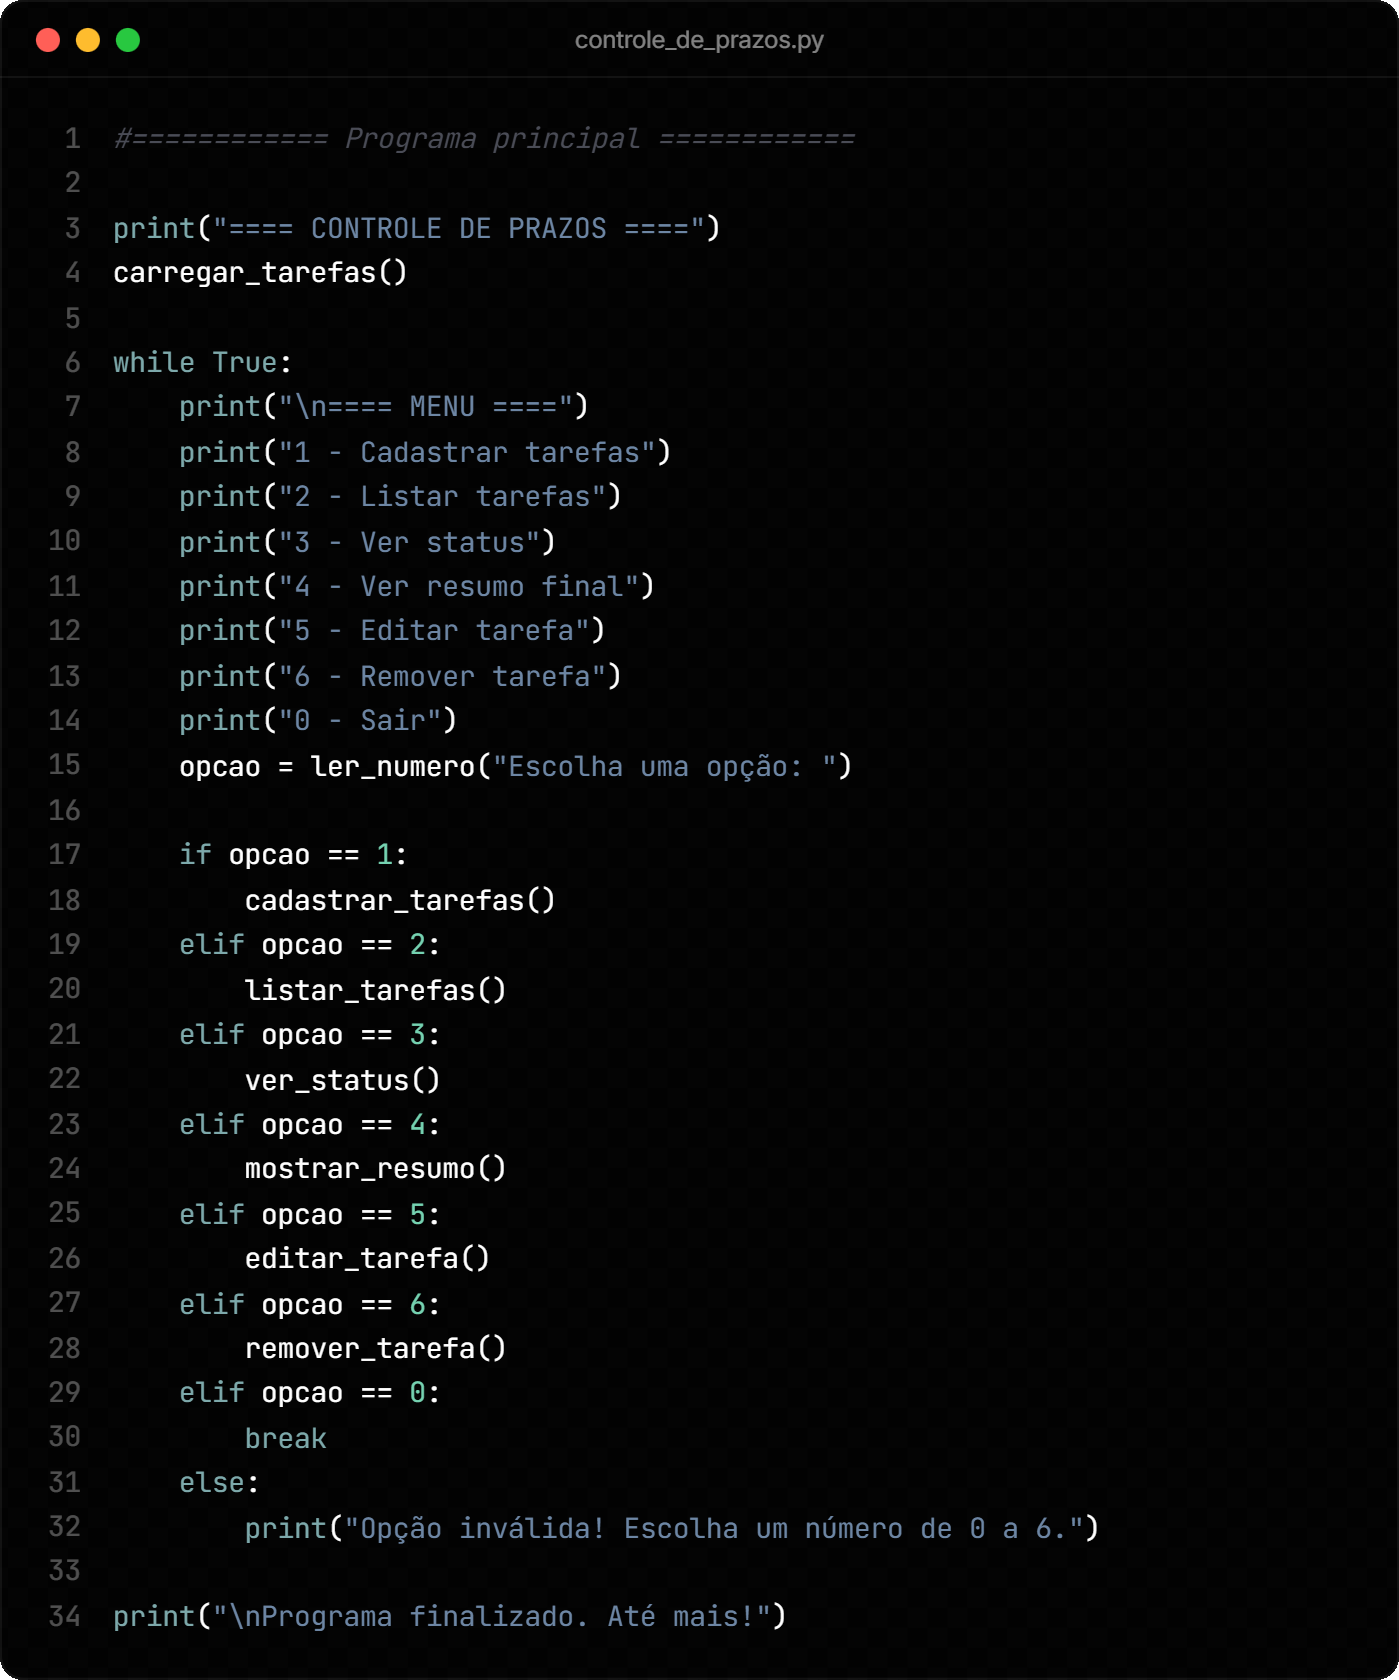 controle_de_prazos.py
1 #============ Programa principal ============
2
3 print("==== CONTROLE DE PRAZOS ====")
4 carregar_tarefas()
5
6 while True:
7     print("\n==== MENU ====")
8     print("1 - Cadastrar tarefas")
9     print("2 - Listar tarefas")
10     print("3 - Ver status")
11     print("4 - Ver resumo final")
12     print("5 - Editar tarefa")
13     print("6 - Remover tarefa")
14     print("0 - Sair")
15     opcao = ler_numero("Escolha uma opção: ")
16
17     if opcao == 1:
18         cadastrar_tarefas()
19     elif opcao == 2:
20         listar_tarefas()
21     elif opcao == 3:
22         ver_status()
23     elif opcao == 4:
24         mostrar_resumo()
25     elif opcao == 5:
26         editar_tarefa()
27     elif opcao == 6:
28         remover_tarefa()
29     elif opcao == 0:
30         break
31     else:
32         print("Opção inválida! Escolha um número de 0 a 6.")
33
34 print("\nPrograma finalizado. Até mais!")